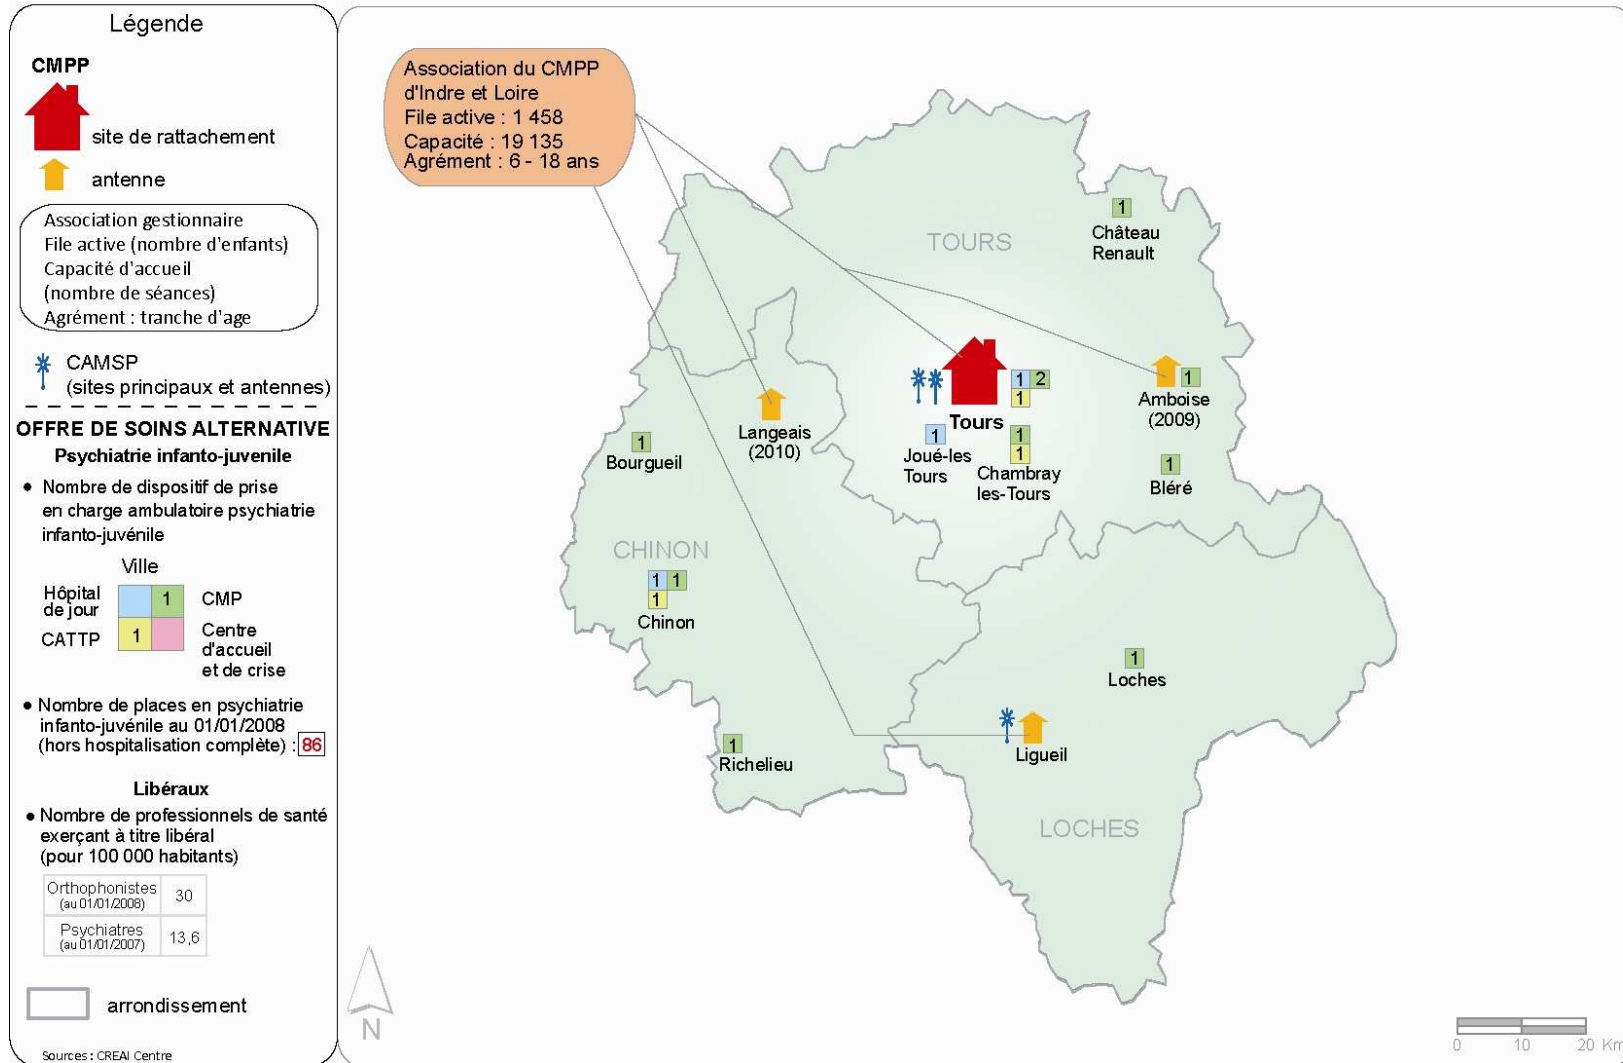 Légende
CMPP
site de rattachement
antenne
Association gestionnaire
File active (nombre d'enfants)
Capacité d'accueil
(nombre de séances)
Agrément : tranche d'age
CAMSP
(sites principaux et antennes)
OFFRE DE SOINS ALTERNATIVE
Psychiatrie infanto-juvenile
• Nombre de dispositif de prise
en charge ambulatoire psychiatrie
infanto-juvénile
Ville
Hôpital
de jour
1
CMP
CATTP
1
Centre
d'accueil
et de crise
• Nombre de places en psychiatrie
infanto-juvénile au 01/01/2008
(hors hospitalisation complète) : 86
Libéraux
• Nombre de professionnels de santé
exerçant à titre libéral
(pour 100 000 habitants)
Orthophonistes
(au 01/01/2008)
30
Psychiatres
(au 01/01/2007)
13,6
arrondissement
Sources : CREAI Centre
Association du CMPP
d'Indre et Loire
File active : 1 458
Capacité : 19 135
Agrément : 6 - 18 ans
TOURS
1
Château
Renault
1 2
1
Tours
1
Amboise
(2009)
Langeais
(2010)
1
Bourgueil
1
Joué-les
Tours
1
1
Chambray
les-Tours
1
Bléré
CHINON
1 1
1
Chinon
1
Loches
1
Richelieu
Ligueil
LOCHES
N
0 10 20 Km